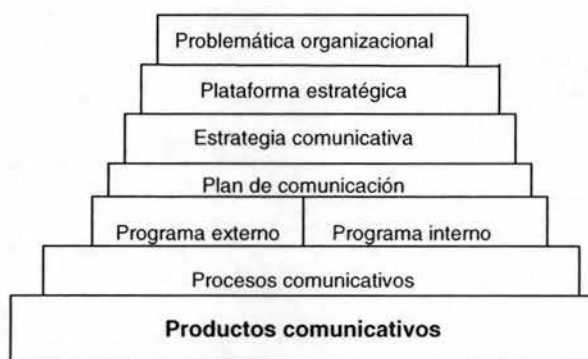 Problemática organizacional
Plataforma estratégica
Estrategia comunicativa
Plan de comunicación
Programa externo Programa interno
Procesos comunicativos
Productos comunicativos